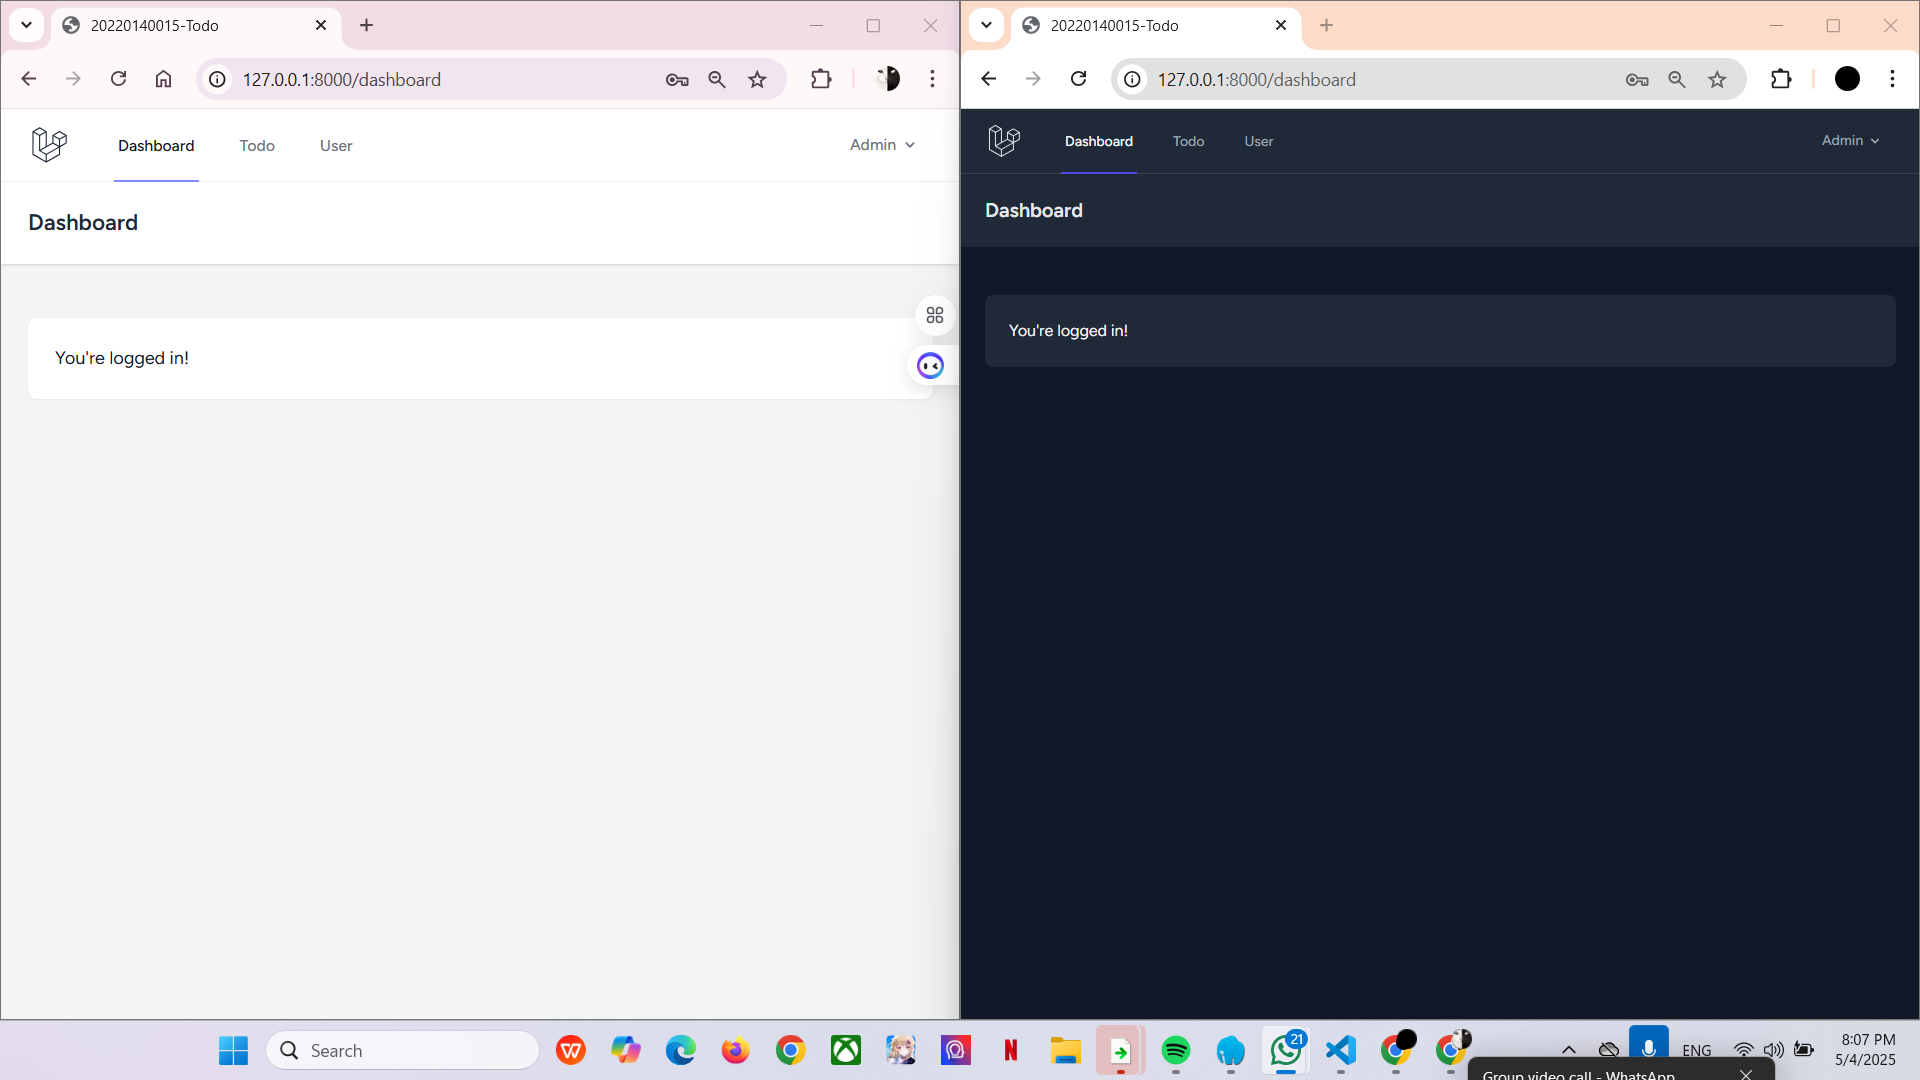 20220140015-Todo
127.0.0.1:8000/dashboard
Dashboard
Todo
User
Admin
Dashboard
You're logged in!
20220140015-Todo
127.0.0.1:8000/dashboard
Dashboard
Todo
User
Admin
Dashboard
You're logged in!
Search
W
N
21
ENG
8:07 PM
5/4/2025
Group video call - WhatsApp